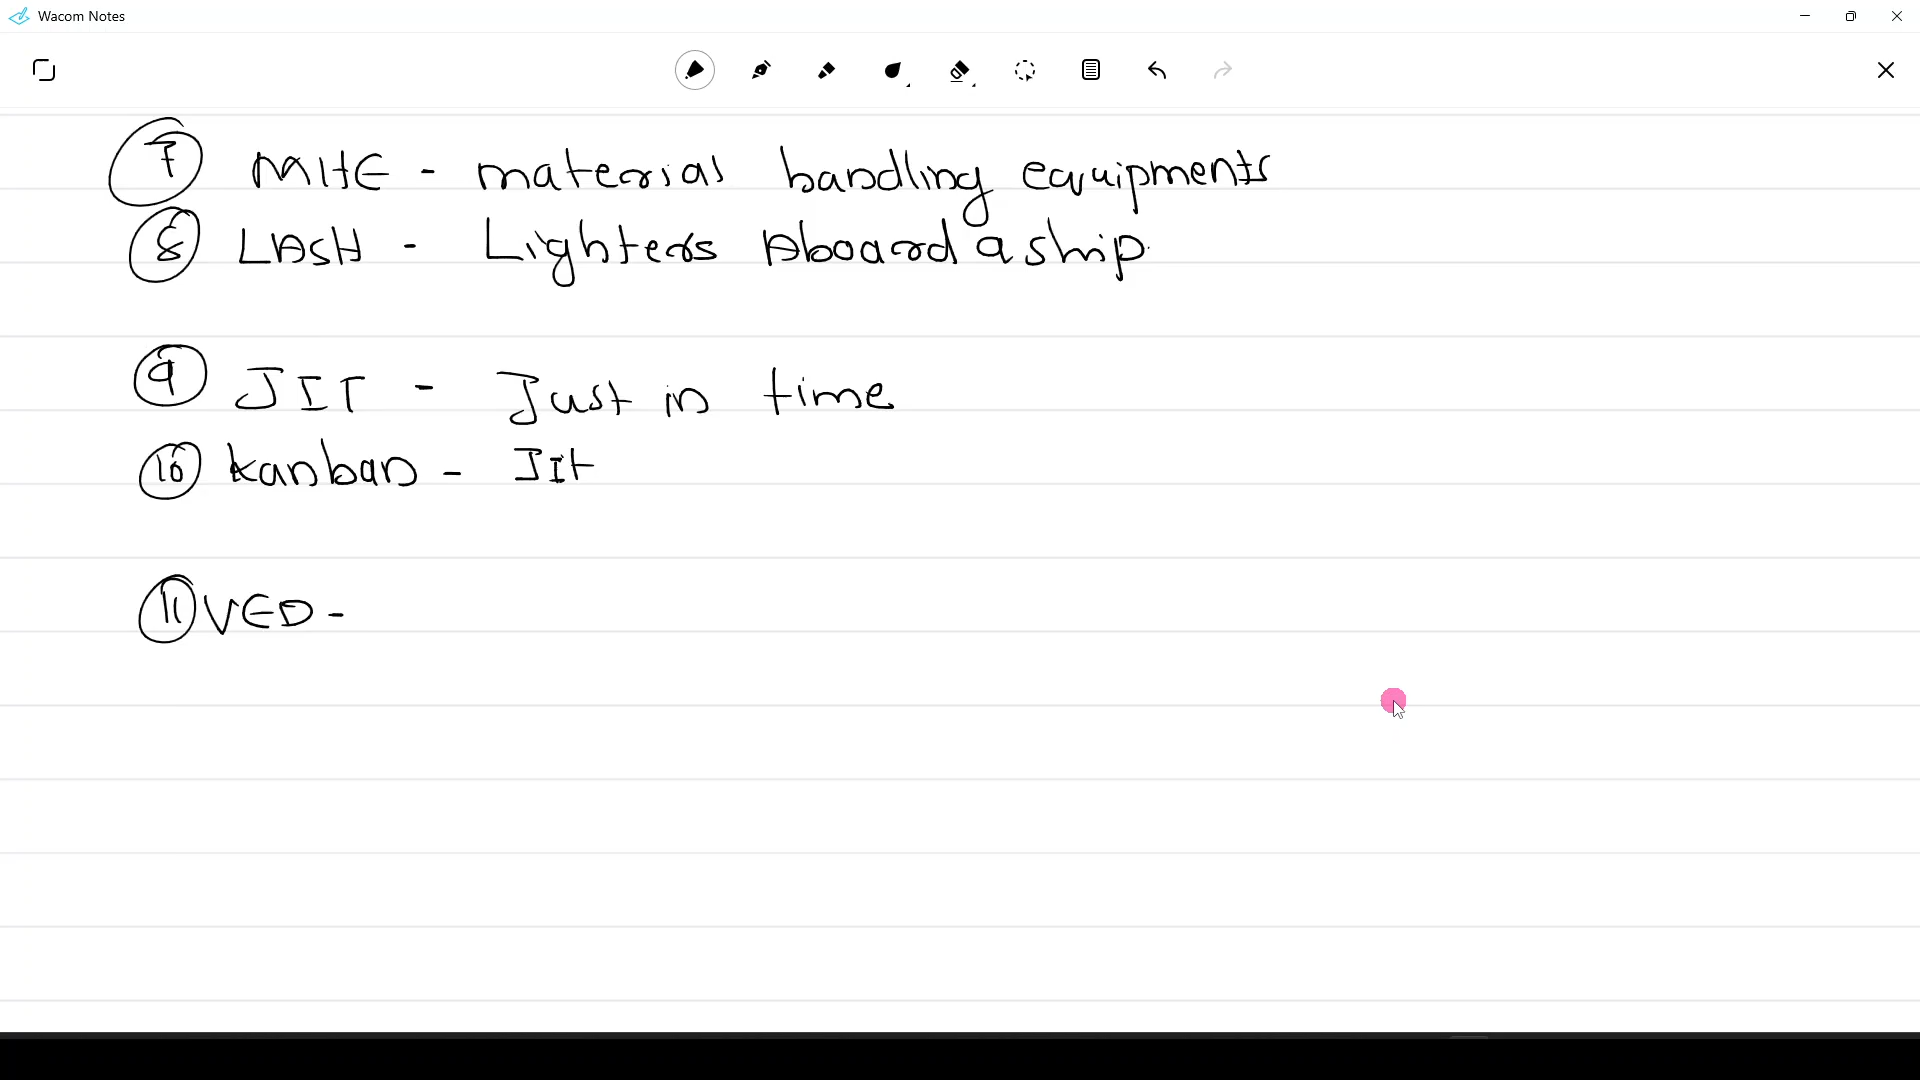 Wacom Notes
7 MHE - material handling equipments
8 LASH - Lighters Aboard a ship.
9 JIT - Just in time
10 Kanban - JIT
11 VED -